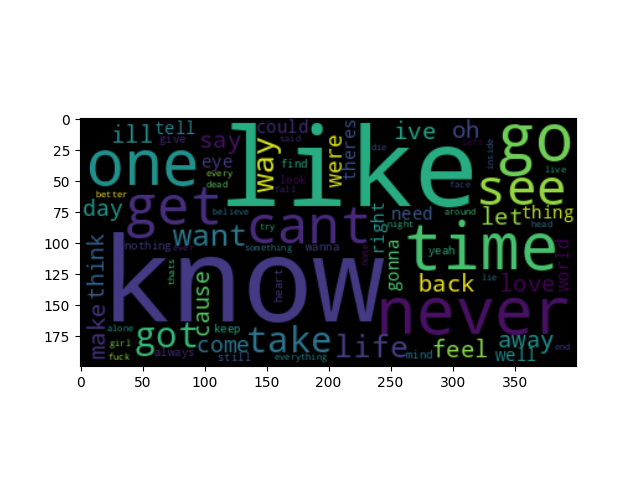 0
25
50
75
100
125
150
175
0 50 100 150 200 250 300 350
like
know
one
time
never
go
see
get
cant
got
take
want
life
way
were
ill
tell
give
say
could
said
theres
ive
oh
left
inside
live
die
eye
every
dead
find
look
fall
face
better
day
believe
try
right
night
need
around
let
thing
head
nothing
ever
something
wanna
home
gonna
yeah
lie
world
think
thats
cause
heart
back
love
make
alone
girl
fuck
always
come
keep
still
everything
mind
feel
away
well
end